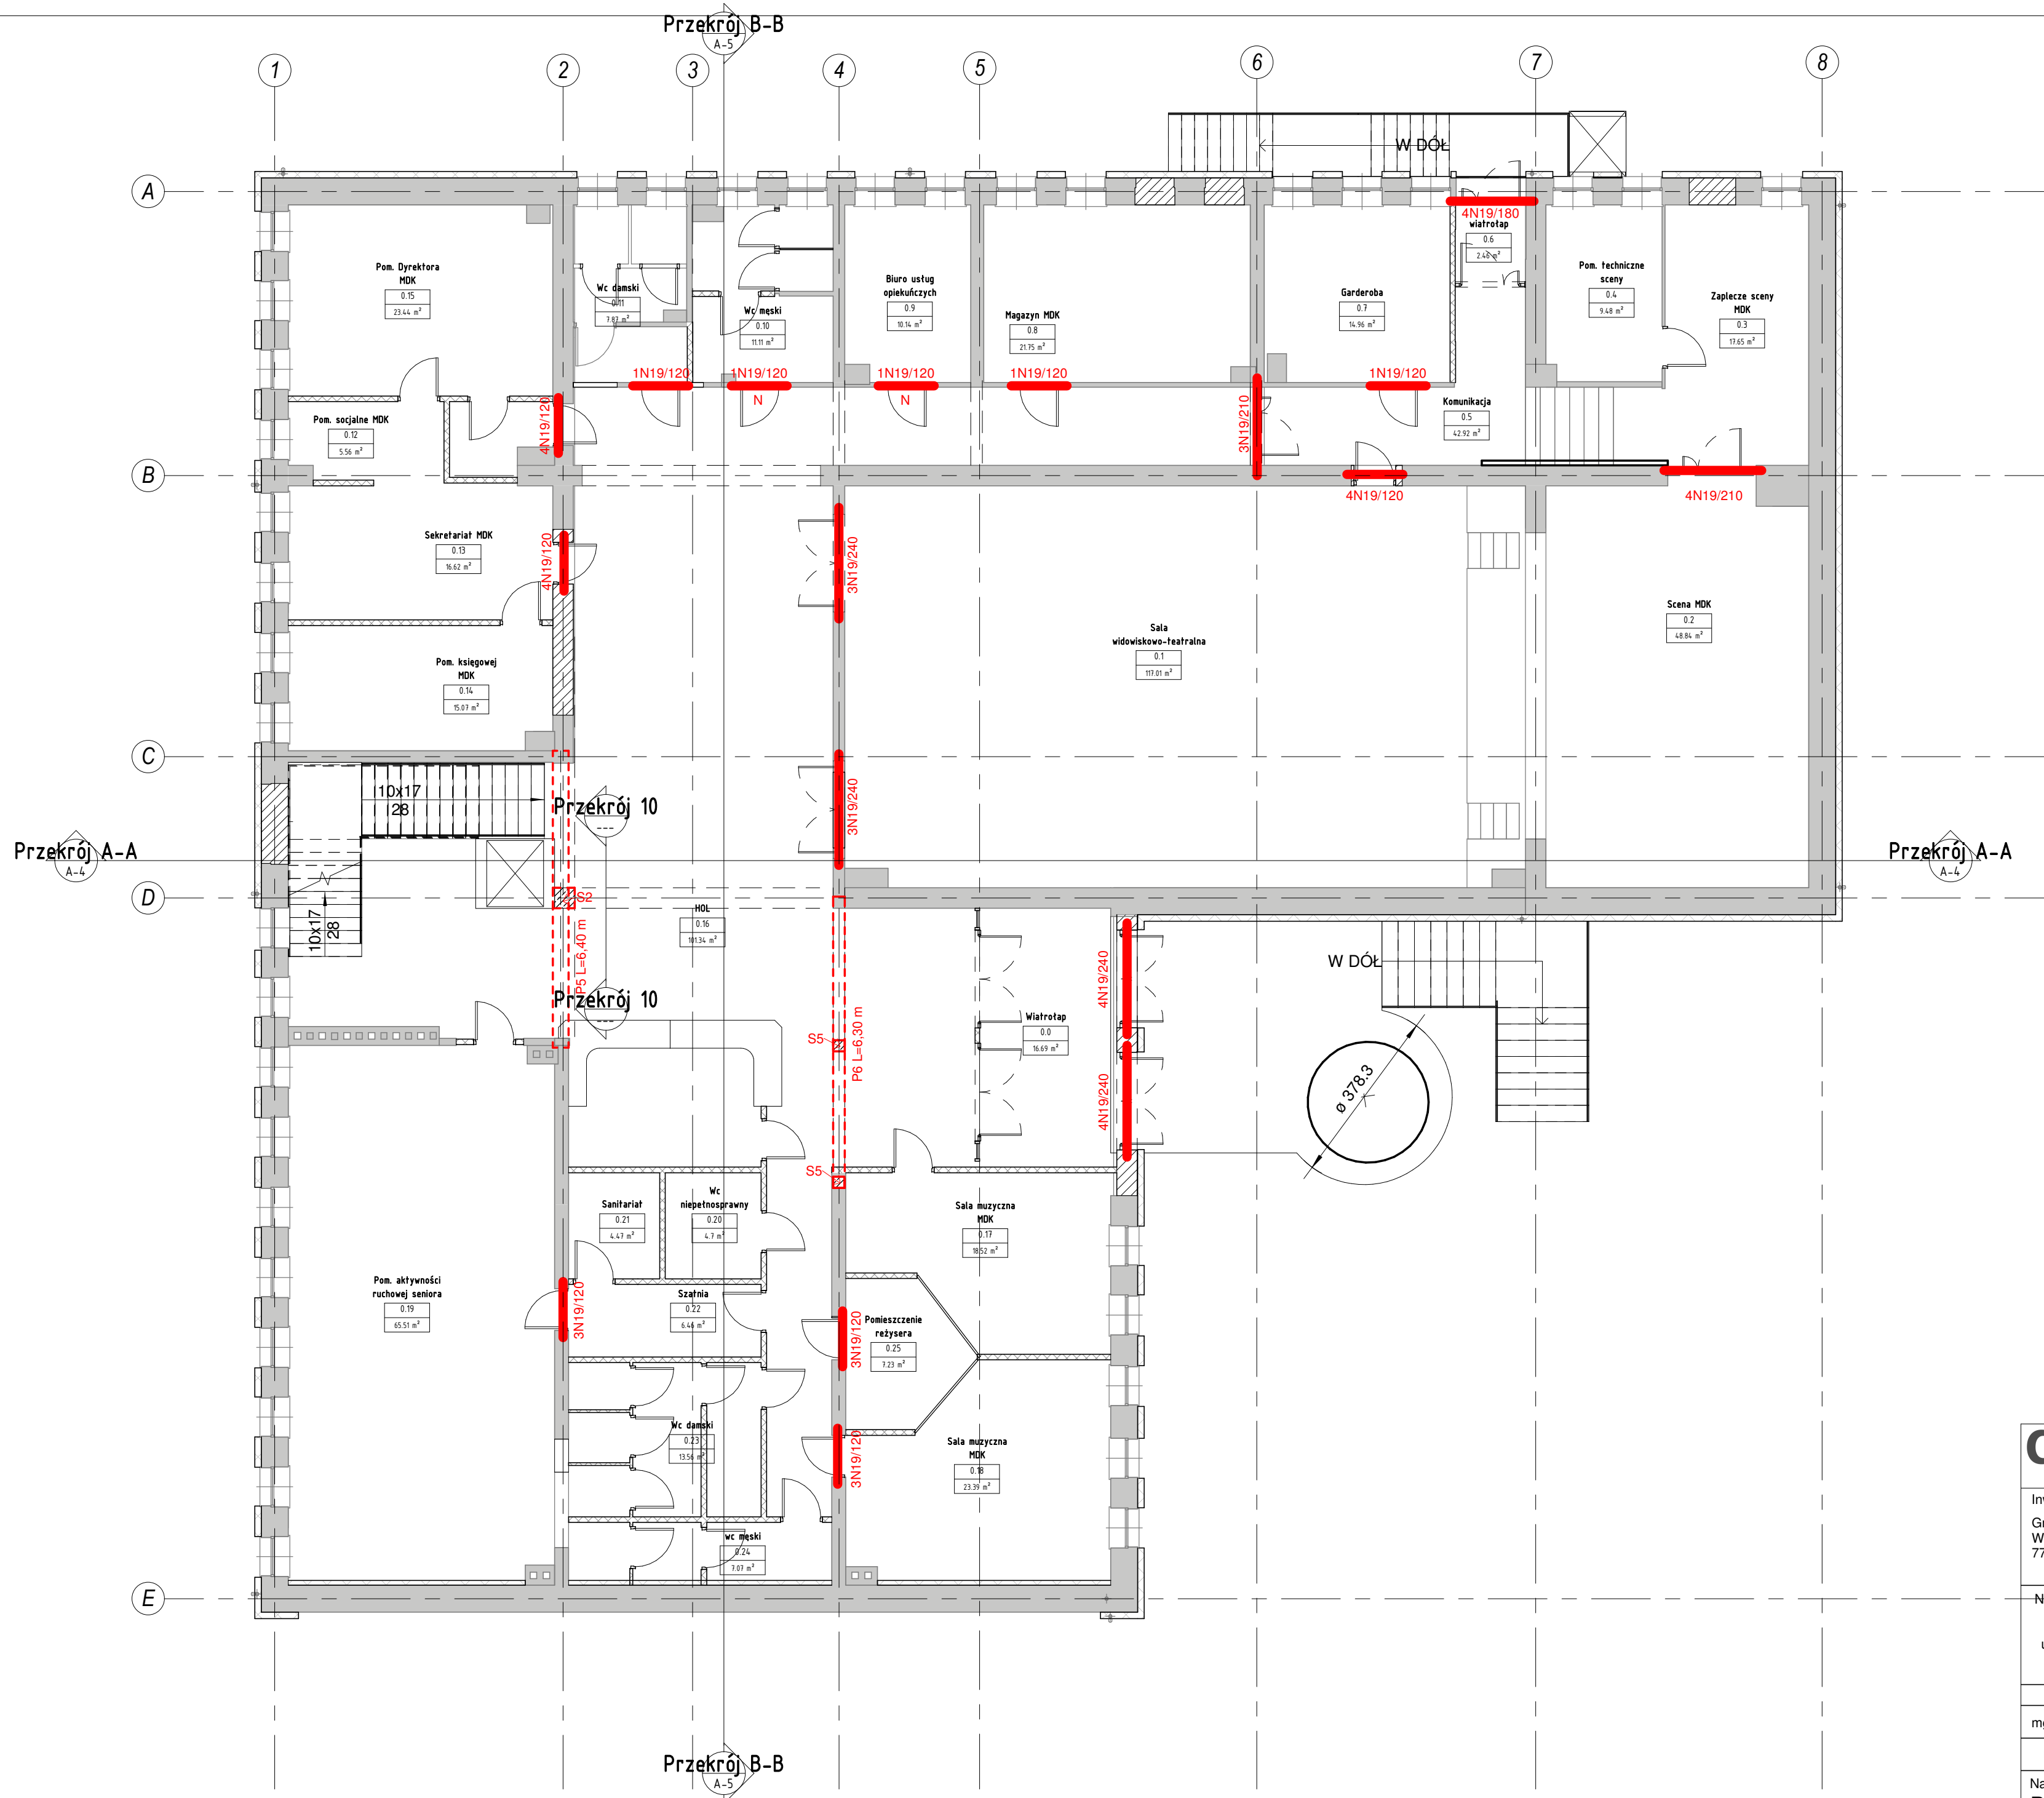 Przekrój B-B
A-5
1
2
3
4
5
6
7
8
W DÓŁ
A
4N19/180
wiatrołap
0.6
2.46 m²
Pom. Dyrektora
MDK
0.15
23.44 m²
Wc damski
0.11
7.87 m²
Wc męski
0.10
11.11 m²
Biuro usług
opiekuńczych
0.9
10.14 m²
Magazyn MDK
0.8
21.75 m²
Garderoba
0.7
14.96 m²
Pom. techniczne
sceny
0.4
9.48 m²
Zaplecze sceny
MDK
0.3
17.65 m²
1N19/120
1N19/120
N
1N19/120
N
1N19/120
1N19/120
Komunikacja
0.5
42.92 m²
Pom. socjalne MDK
0.12
5.56 m²
4N19/120
3N19/210
B
4N19/120
4N19/210
Sekretariat MDK
0.13
16.62 m²
4N19/120
3N19/240
Sala
widowiskowo-teatralna
0.1
117.01 m²
Scena MDK
0.2
48.84 m²
Pom. księgowej
MDK
0.14
15.07 m²
C
10x17
28
Przekrój 10
---
3N19/240
Przekrój A-A
A-4
Przekrój A-A
A-4
D
S2
HOL
0.16
101.34 m²
10x17
28
P5 L=6,40 m
Przekrój 10
---
W DÓŁ
4N19/240
Wiatrołap
0.0
16.69 m²
S5
P6 L=6,30 m
4N19/240
ø 378.3
S5
Sanitariat
0.21
4.47 m²
Wc
niepełnosprawny
0.20
4.7 m²
Sala muzyczna
MDK
0.17
18.52 m²
Pom. aktywności
ruchowej seniora
0.19
65.51 m²
3N19/120
Szatnia
0.22
6.46 m²
3N19/120
Pomieszczenie
reżysera
0.25
7.23 m²
Wc damski
0.23
13.56 m²
3N19/120
Sala muzyczna
MDK
0.18
23.39 m²
wc męski
0.24
7.07 m²
E
Przekrój B-B
A-5
77